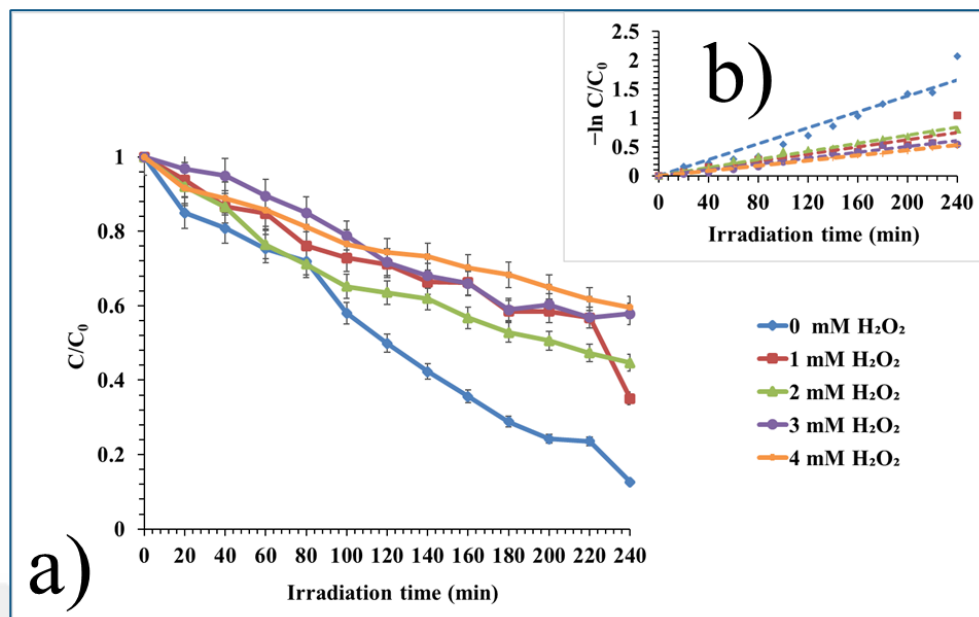 2.5
2
1.5
1
0.5
0
−ln C/C₀
b)
0 40 80 120 160 200 240
Irradiation time (min)
1
0.8
0.6
0.4
0.2
0
C/C₀
0 20 40 60 80 100 120 140 160 180 200 220 240
Irradiation time (min)
a)
0 mM H₂O₂
1 mM H₂O₂
2 mM H₂O₂
3 mM H₂O₂
4 mM H₂O₂